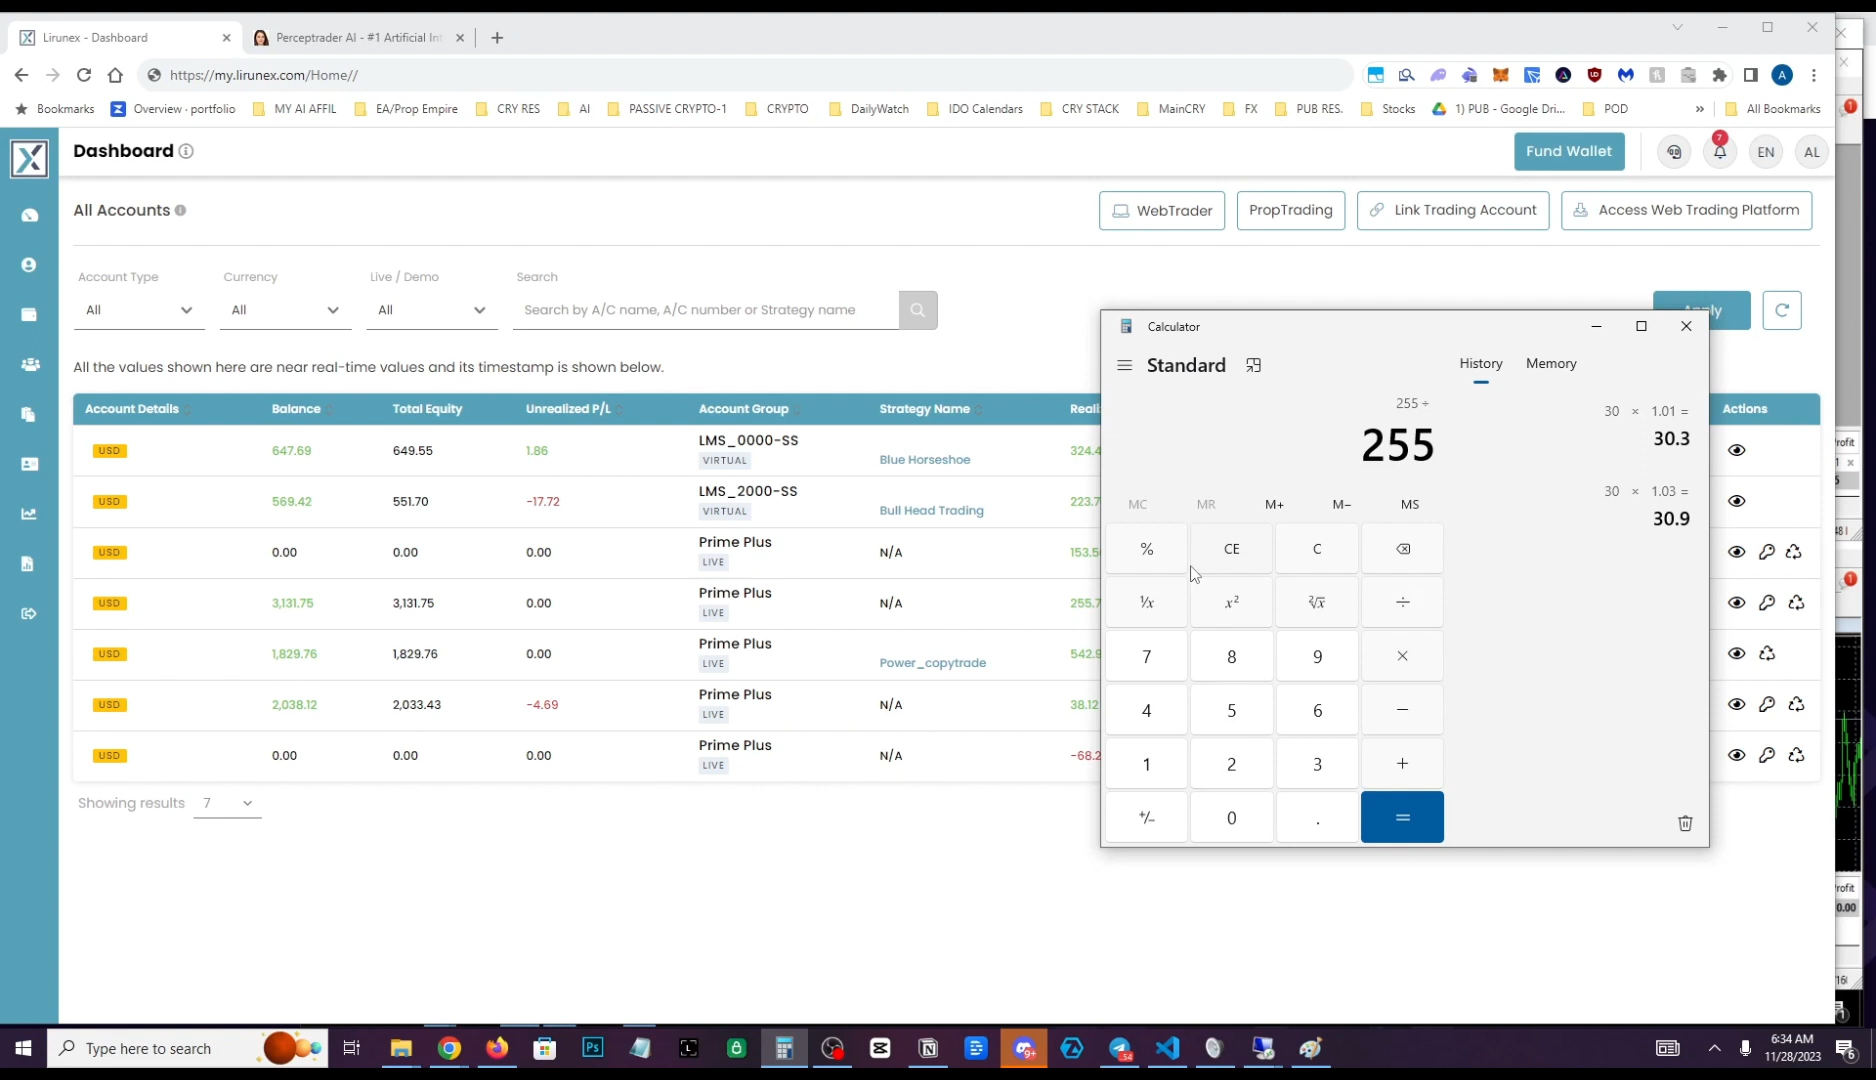 Lirunex - Dashboard
Perceptrader AI - #1 Artificial Int
https://my.lirunex.com/Home//
Bookmarks
Overview · portfolio
MY AI AFFIL
EA/Prop Empire
CRY RES
AI
PASSIVE CRYPTO-1
CRYPTO
DailyWatch
IDO Calendars
CRY STACK
MainCRY
FX
PUB RES.
Stocks
1) PUB - Google Dri...
POD
»
All Bookmarks
Dashboard
Fund Wallet
7
EN
AL
All Accounts
WebTrader
PropTrading
Link Trading Account
Access Web Trading Platform
Account Type
Currency
Live / Demo
Search
All
All
All
Search by A/C name, A/C number or Strategy name
All the values shown here are near real-time values and its timestamp is shown below.
Account Details Balance Total Equity Unrealized P/L Account Group Strategy Name Reali Actions
USD 647.69 649.55 1.86 LMS_0000-SS
VIRTUAL Blue Horseshoe 324.4
USD 569.42 551.70 -17.72 LMS_2000-SS
VIRTUAL Bull Head Trading 223.7
USD 0.00 0.00 0.00 Prime Plus
LIVE N/A 153.5
USD 3,131.75 3,131.75 0.00 Prime Plus
LIVE N/A 255.7
USD 1,829.76 1,829.76 0.00 Prime Plus
LIVE Power_copytrade 542.9
USD 2,038.12 2,033.43 -4.69 Prime Plus
LIVE N/A 38.12
USD 0.00 0.00 0.00 Prime Plus
LIVE N/A -68.2
Showing results 7
Calculator
Standard
History
Memory
255 ÷
255
30 × 1.01 =
30.3
30 × 1.03 =
30.9
MC MR M+ M− MS
% CE C
¹/x x² ²√x ÷
7 8 9 ×
4 5 6 −
1 2 3 +
+/− 0 . =
Type here to search
6:34 AM
11/28/2023